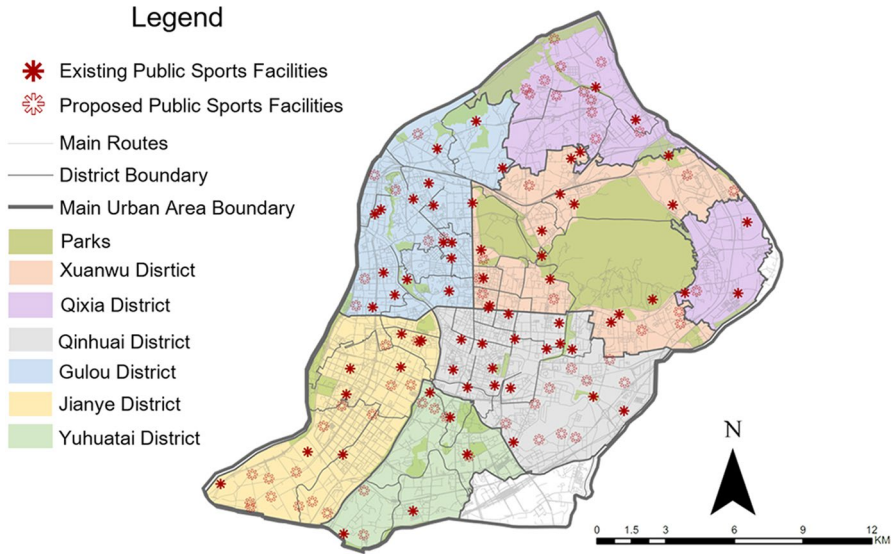 Legend
Existing Public Sports Facilities
Proposed Public Sports Facilities
Main Routes
District Boundary
Main Urban Area Boundary
Parks
Xuanwu Disrtict
Qixia District
Qinhuai District
Gulou District
Jianye District
Yuhuatai District
N
0 1.5 3 6 9 12
KM